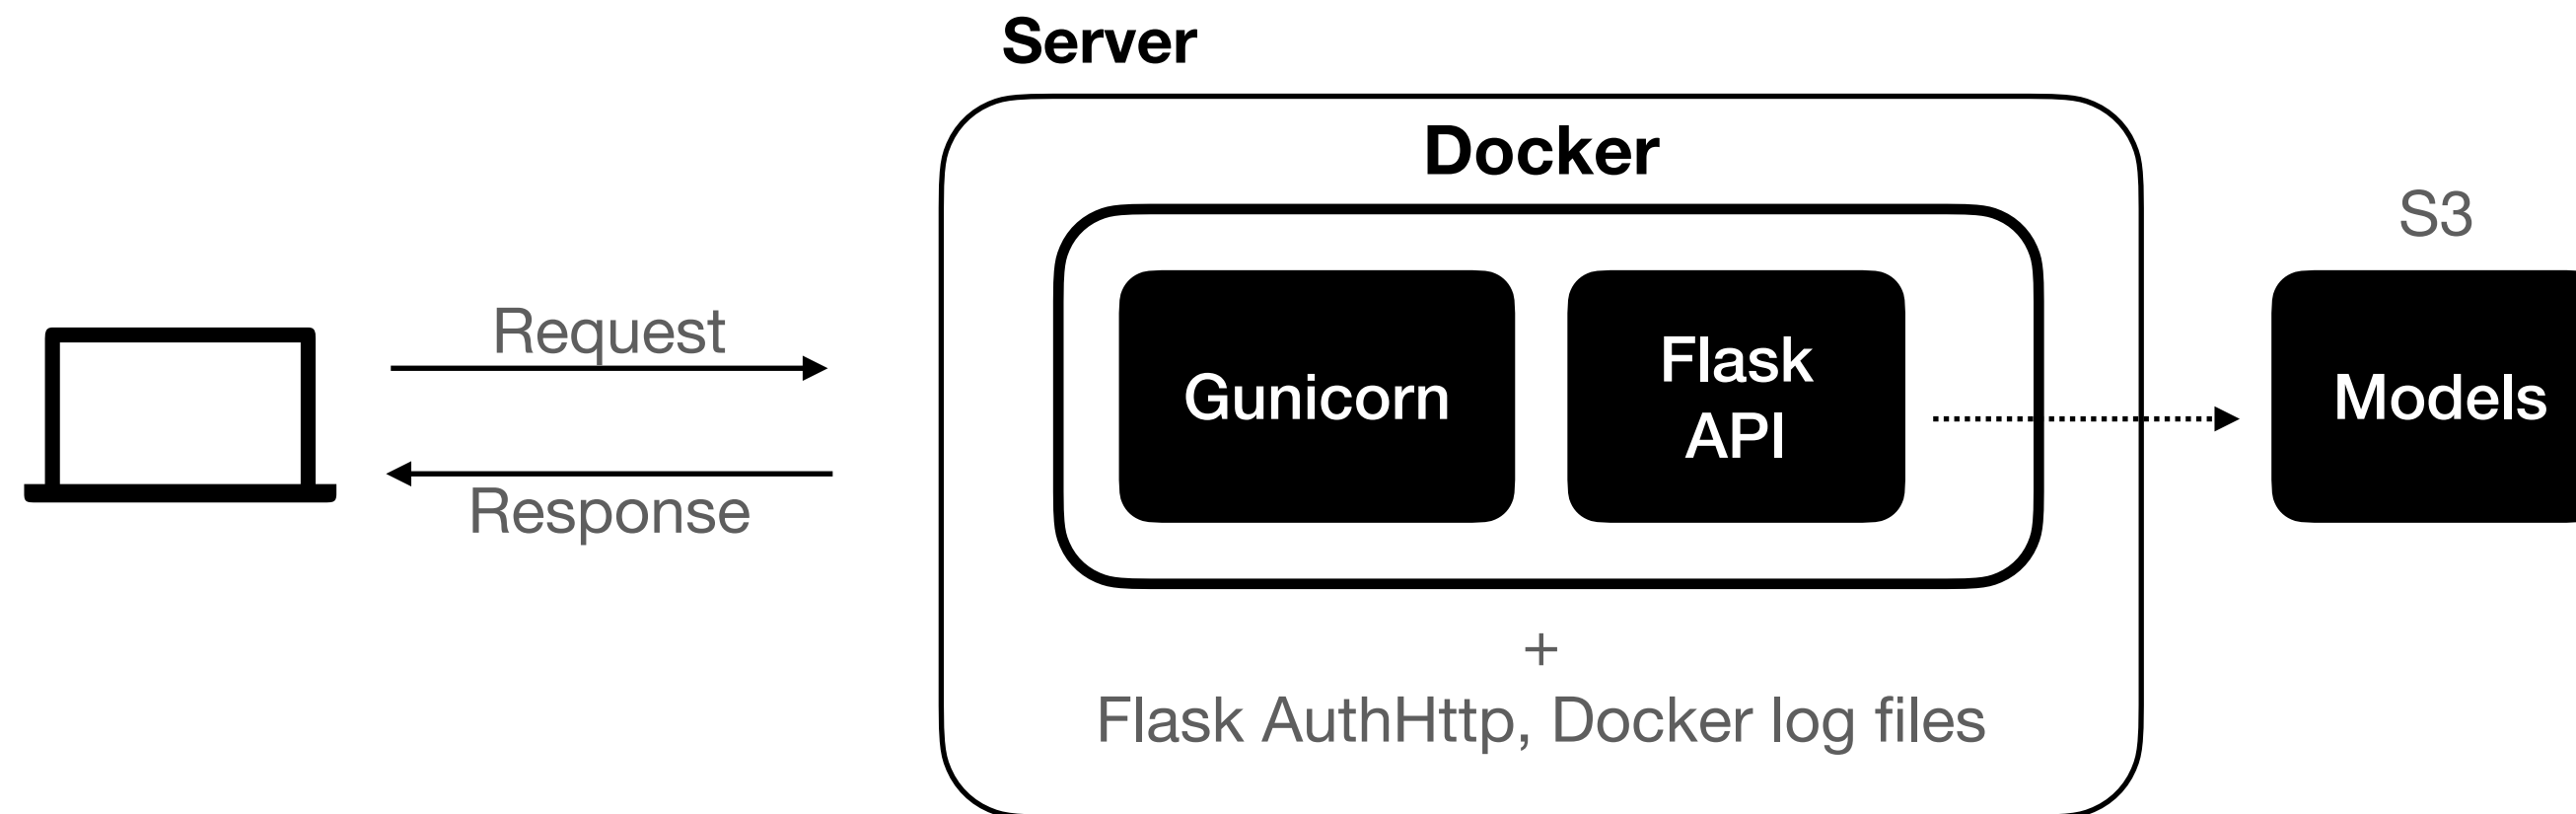 Server
Docker
S3
Request
Response
Gunicorn
Flask
API
Models
+
Flask AuthHttp, Docker log files